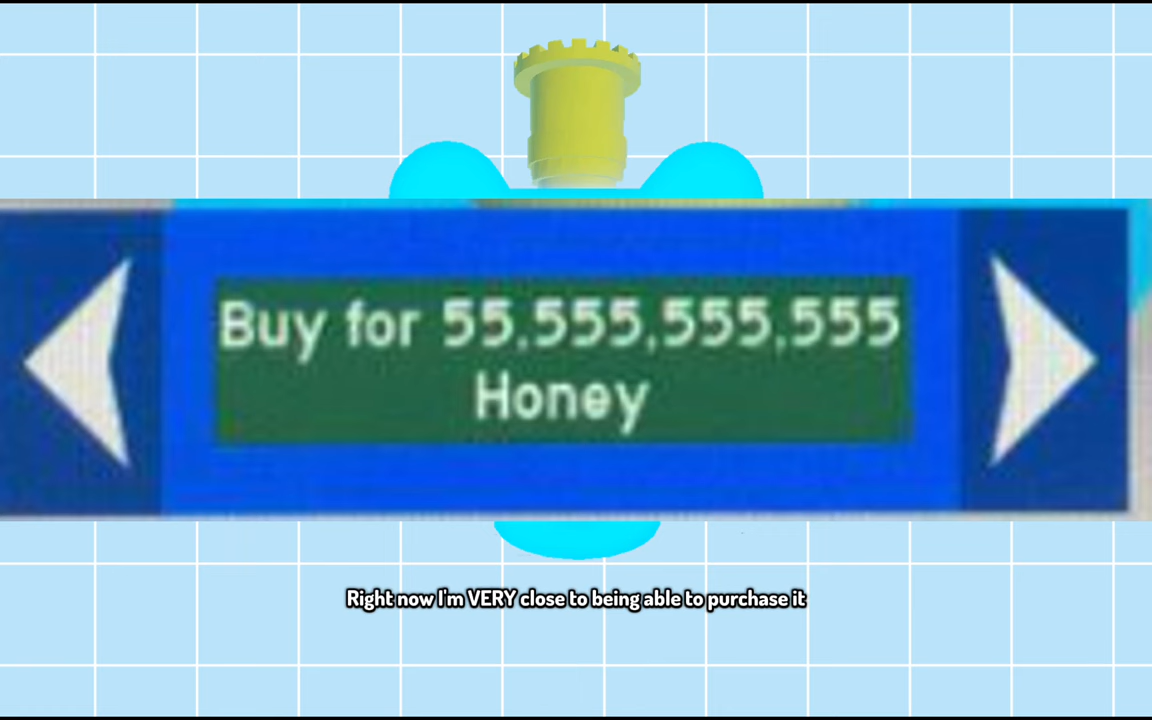 Buy for 55,555,555,555
Honey
Right now I'm VERY close to being able to purchase it